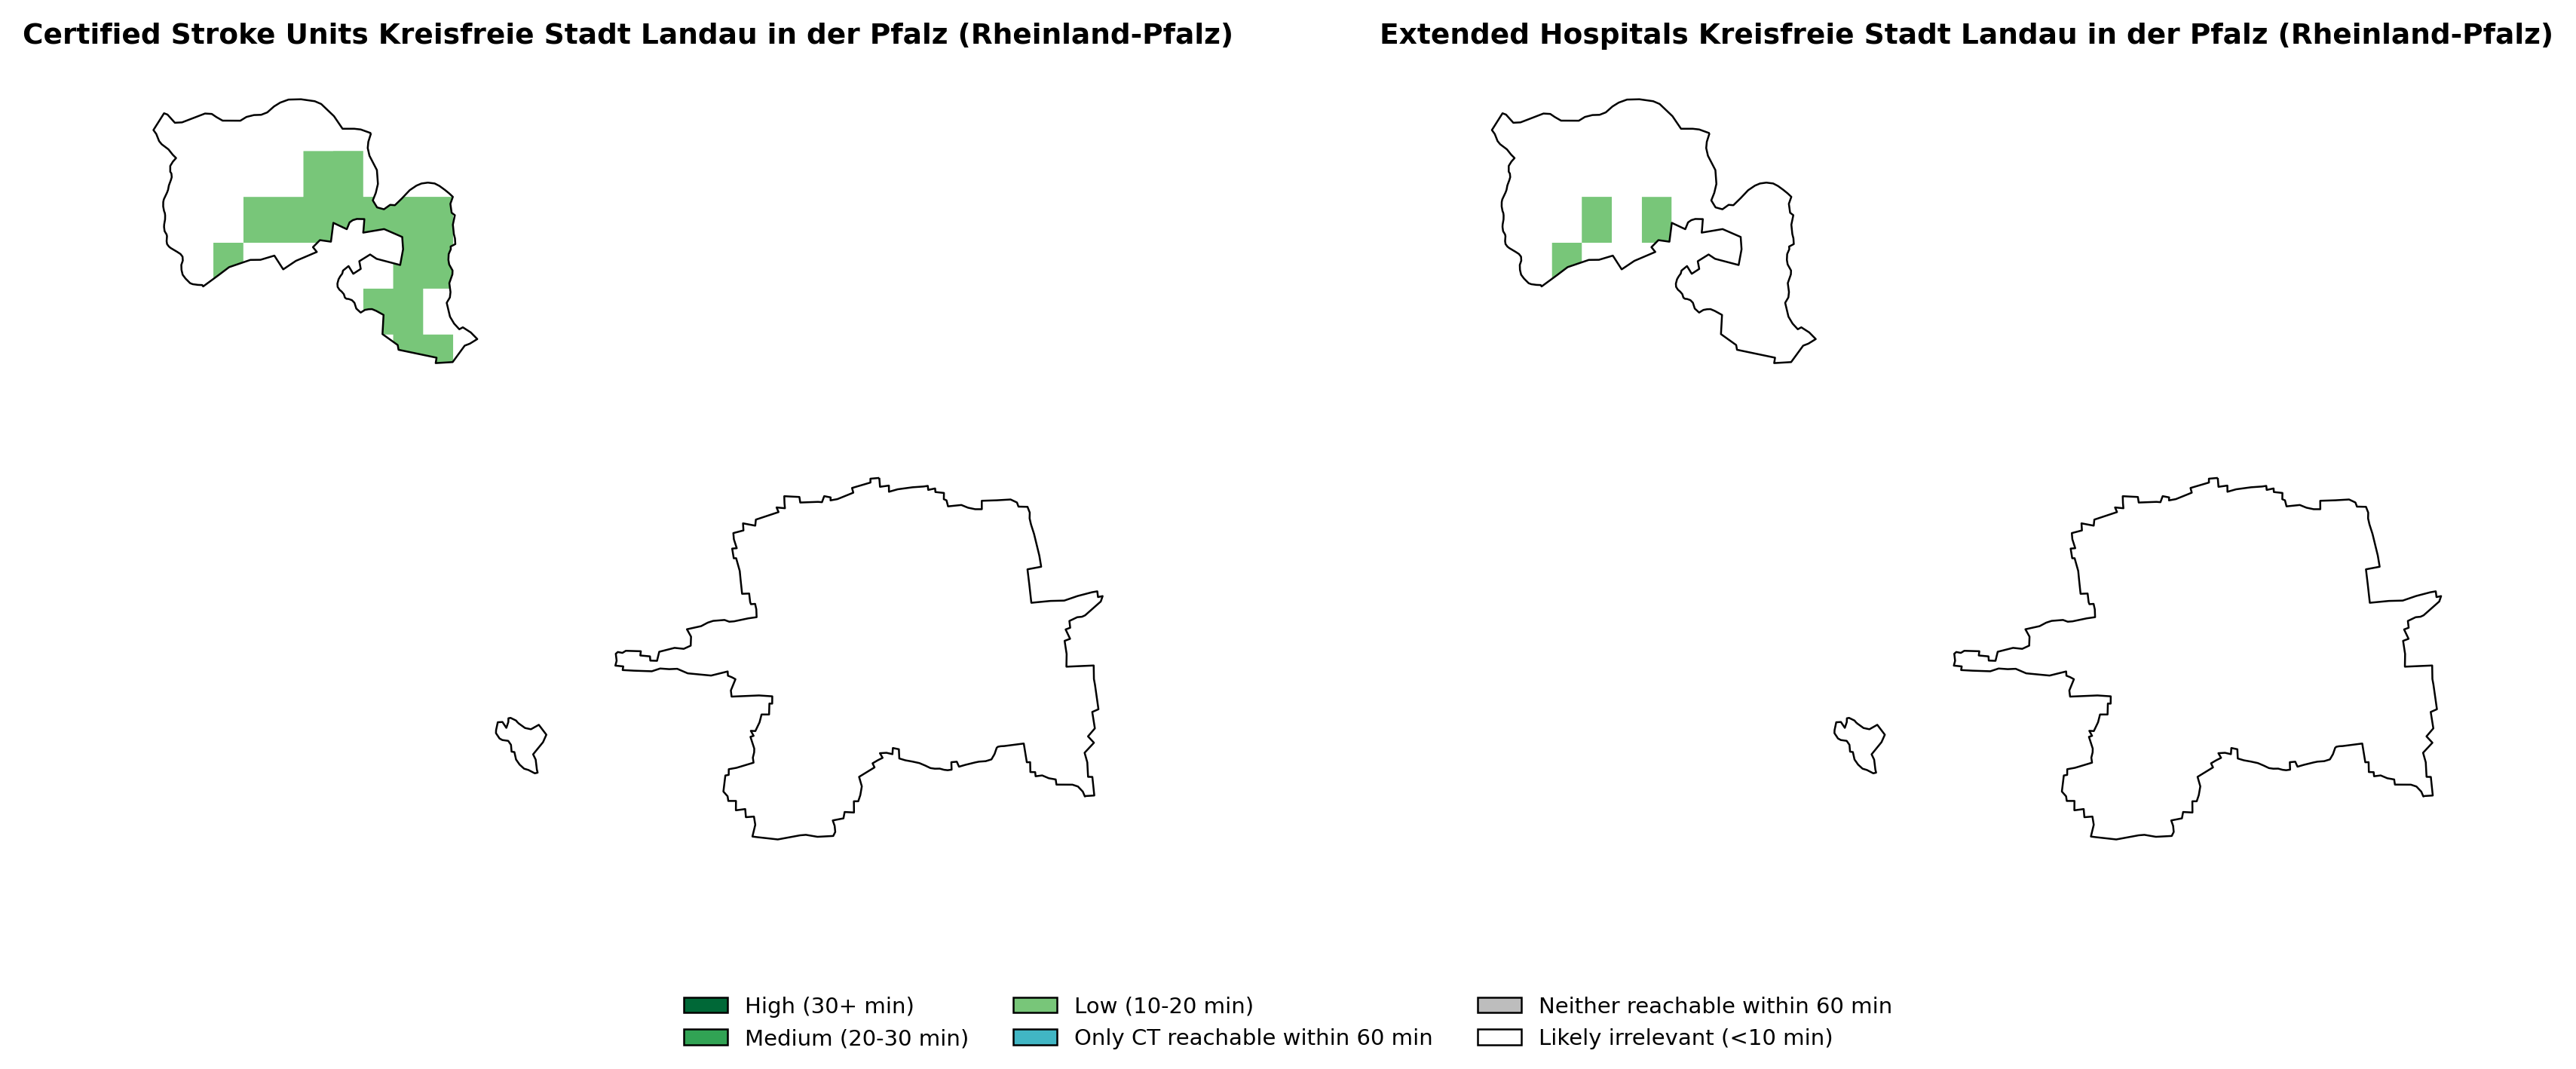 Certified Stroke Units Kreisfreie Stadt Landau in der Pfalz (Rheinland-Pfalz)
Extended Hospitals Kreisfreie Stadt Landau in der Pfalz (Rheinland-Pfalz)
High (30+ min)
Medium (20-30 min)
Low (10-20 min)
Only CT reachable within 60 min
Neither reachable within 60 min
Likely irrelevant (<10 min)